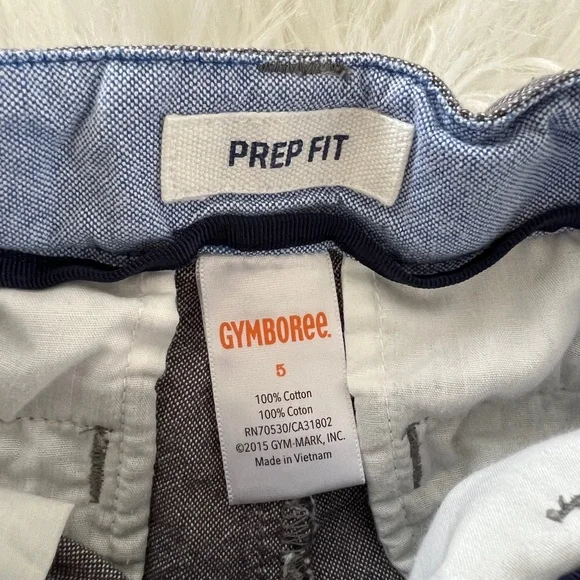 PREP FIT
GYMBORee.
5
100% Cotton
100% Coton
RN70530/CA31802
©2015 GYM-MARK, INC.
Made in Vietnam